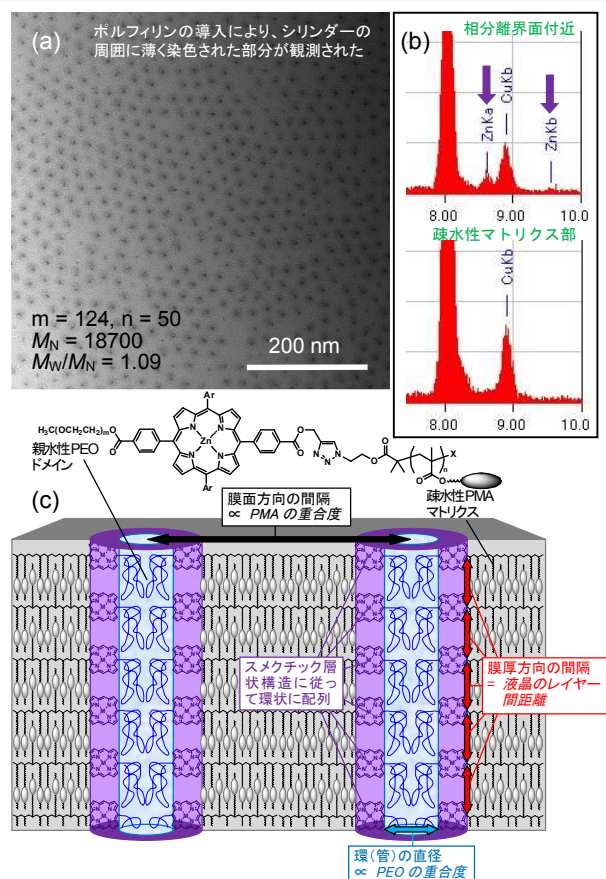 (a)
ポルフィリンの導入により、シリンダーの
周囲に薄く染色された部分が観測された
m = 124, n = 50
MN = 18700
MW/MN = 1.09
200 nm
(b)
相分離界面付近
ZnKa
CuKb
ZnKb
8.00 9.00 10.0
疎水性マトリクス部
CuKb
8.00 9.00 10.0
Ar
H3C(OCH2CH2)mO
O
N
N
Zn
N
N
Ar
O
O
N
N=N
O
O
n
X
O
O
親水性PEO
ドメイン
疎水性PMA
マトリクス
(c)
膜面方向の間隔
∝ PMA の重合度
スメクチック層
状構造に従っ
て環状に配列
膜厚方向の間隔
= 液晶のレイヤー
間距離
環(管)の直径
∝ PEO の重合度